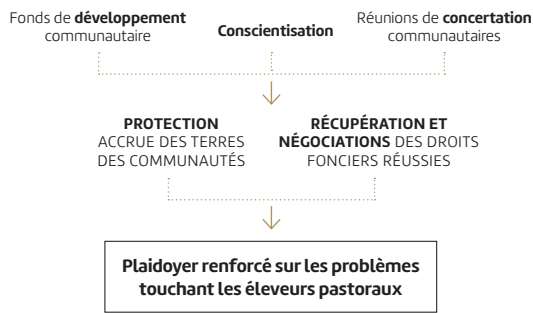 Fonds de développement
communautaire
Conscientisation
Réunions de concertation
communautaires
PROTECTION
ACCRUE DES TERRES
DES COMMUNAUTÉS
RÉCUPÉRATION ET
NÉGOCIATIONS DES DROITS
FONCIERS RÉUSSIES
Plaidoyer renforcé sur les problèmes
touchant les éleveurs pastoraux